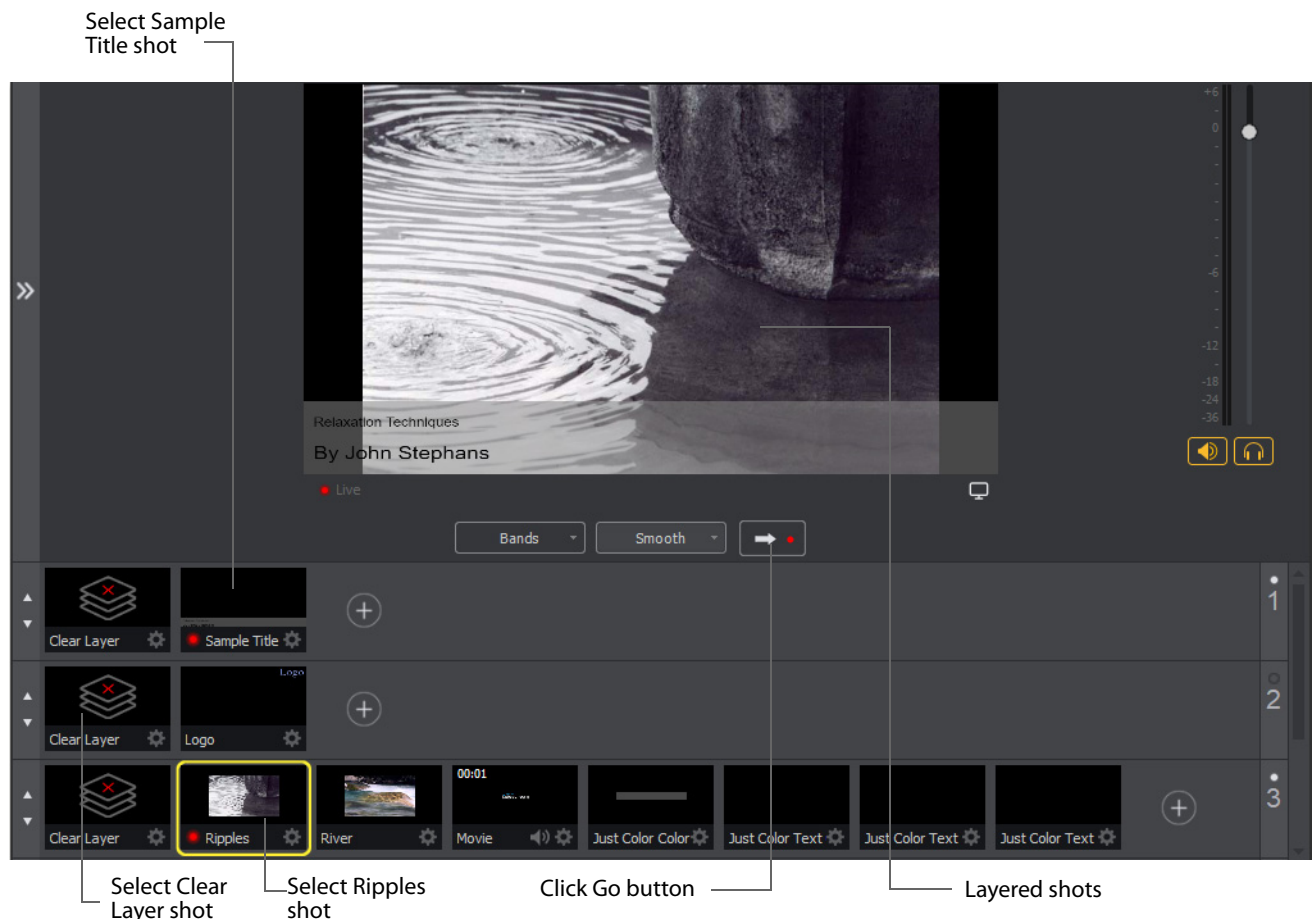 Select Sample
Title shot
+6
-
0
-
-
-
-
-
-6
-
-
-
-12
-
-18
-24
-36
Relaxation Techniques
By John Stephans
Live
Bands
Smooth
Clear Layer
Sample Title
1
Logo
Clear Layer
Logo
2
00:01
Clear Layer
Ripples
River
Movie
Just Color Color
Just Color Text
Just Color Text
Just Color Text
3
Select Clear
Layer shot
Select Ripples
shot
Click Go button
Layered shots